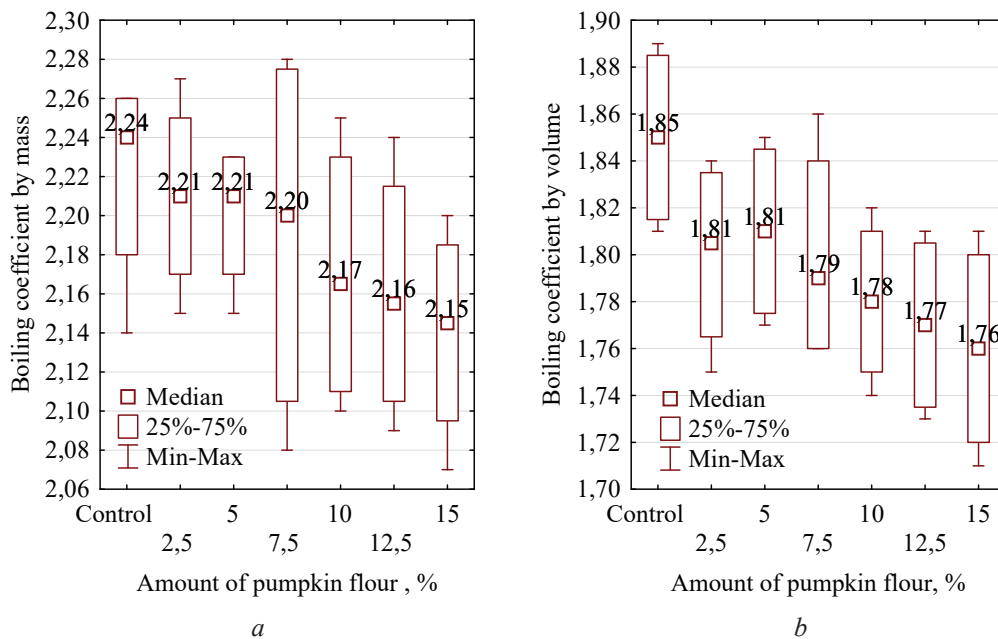 2,30
2,28
2,26
2,24
2,22
2,20
2,18
2,16
2,14
2,12
2,10
2,08
2,06
Boiling coefficient by mass
2,24
2,21
2,21
2,20
2,17
2,16
2,15
Median
25%-75%
Min-Max
Control 5 10 15
2,5 7,5 12,5
Amount of pumpkin flour , %
a
1,90
1,88
1,86
1,84
1,82
1,80
1,78
1,76
1,74
1,72
1,70
Boiling coefficient by volume
1,85
1,81
1,81
1,79
1,78
1,77
1,76
Median
25%-75%
Min-Max
Control 5 10 15
2,5 7,5 12,5
Amount of pumpkin flour, %
b